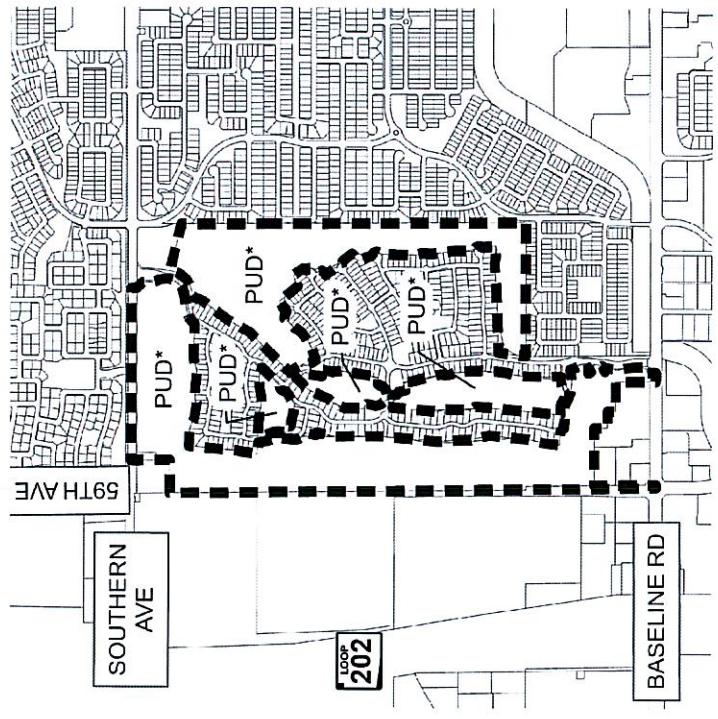 59TH AVE
SOUTHERN
AVE
PUD*
PUD*
PUD*
PUD*
PUD*
LOOP
202
BASELINE RD